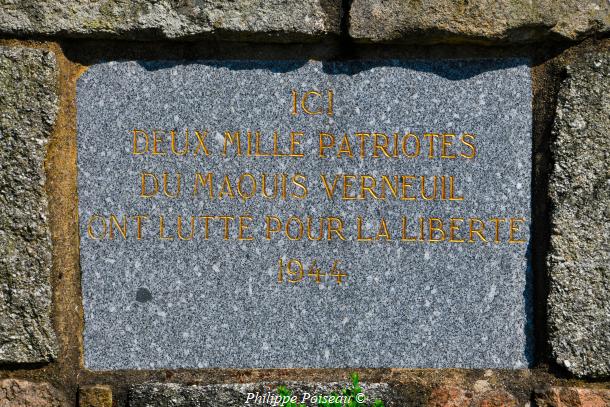 ICI
DEUX MILLE PATRIOTES
DU MAQUIS VERNEUIL
ONT LUTTE POUR LA LIBERTE
1944
Philippe Poiseau ©